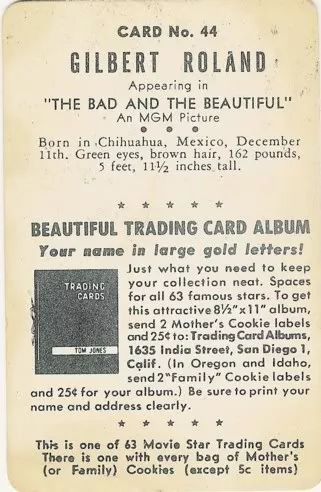 CARD No. 44
GILBERT ROLAND
Appearing in
"THE BAD AND THE BEAUTIFUL"
An MGM Picture
Born in Chihuahua, Mexico, December
11th. Green eyes, brown hair, 162 pounds,
5 feet, 11½ inches tall.
BEAUTIFUL TRADING CARD ALBUM
Your name in large gold letters!
TRADING
CARDS
TOM JONES
Just what you need to keep
your collection neat. Spaces
for all 63 famous stars. To get
this attractive 8½"x11" album,
send 2 Mother's Cookie labels
and 25¢ to: Trading Card Albums,
1635 India Street, San Diego 1,
Calif. (In Oregon and Idaho,
send 2 "Family" Cookie labels
and 25¢ for your album.) Be sure to print your
name and address clearly.
This is one of 63 Movie Star Trading Cards
There is one with every bag of Mother's
(or Family) Cookies (except 5c items)